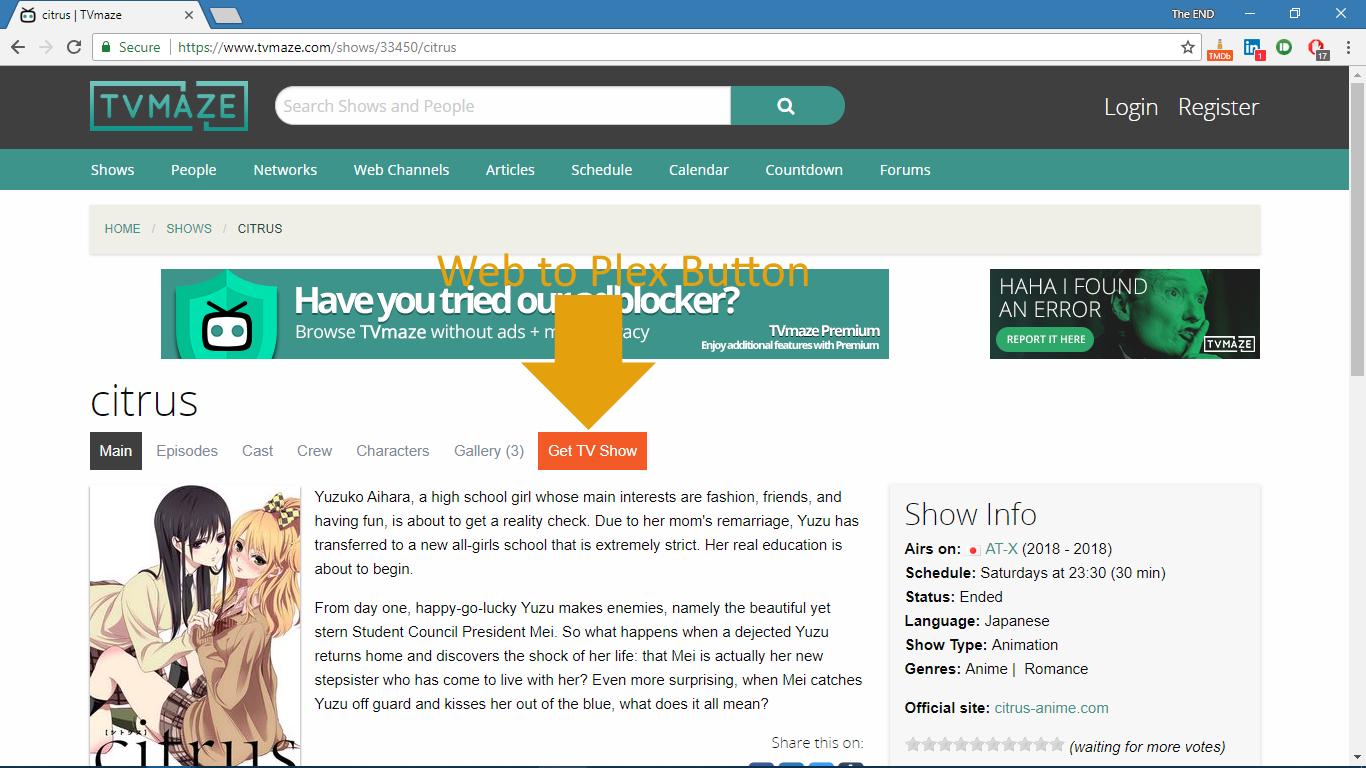 citrus | TVmaze
The END
Secure
https://www.tvmaze.com/shows/33450/citrus
TMDb
1
17
TVMAZE
Search Shows and People
Login Register
Shows People Networks Web Channels Articles Schedule Calendar Countdown Forums
HOME / SHOWS / CITRUS
Web to Plex Button
Have you tried our adblocker?
Browse TVmaze without ads + m acy
TVmaze Premium
Enjoy additional features with Premium
HAHA I FOUND
AN ERROR
REPORT IT HERE
TVMAZE
citrus
Main Episodes Cast Crew Characters Gallery (3) Get TV Show
Yuzuko Aihara, a high school girl whose main interests are fashion, friends, and
having fun, is about to get a reality check. Due to her mom's remarriage, Yuzu has
transferred to a new all-girls school that is extremely strict. Her real education is
about to begin.
From day one, happy-go-lucky Yuzu makes enemies, namely the beautiful yet
stern Student Council President Mei. So what happens when a dejected Yuzu
returns home and discovers the shock of her life: that Mei is actually her new
stepsister who has come to live with her? Even more surprising, when Mei catches
Yuzu off guard and kisses her out of the blue, what does it all mean?
Share this on:
[シトラス]
citrus
Show Info
Airs on: AT-X (2018 - 2018)
Schedule: Saturdays at 23:30 (30 min)
Status: Ended
Language: Japanese
Show Type: Animation
Genres: Anime | Romance
Official site: citrus-anime.com
(waiting for more votes)